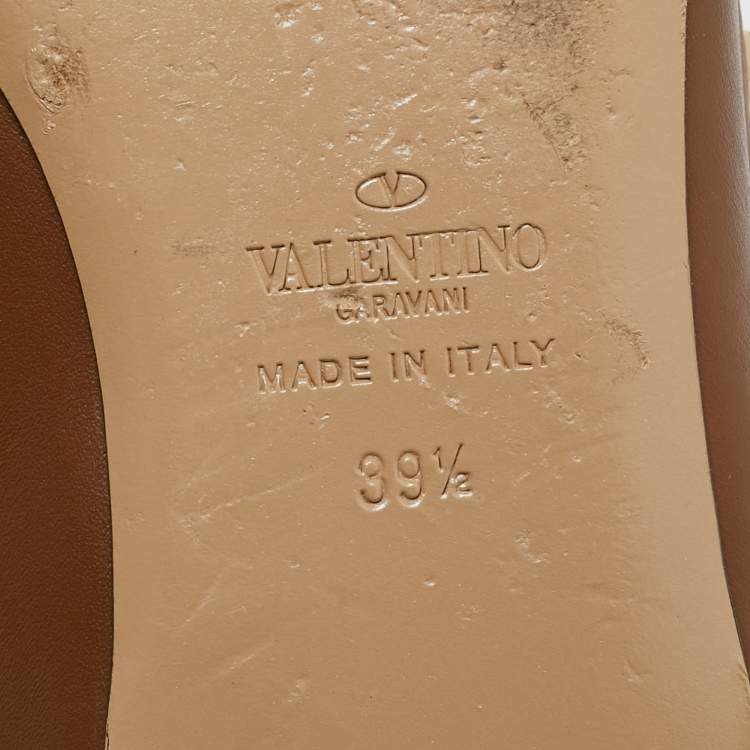 V
VALENTINO
GARAVANI
MADE IN ITALY
39½